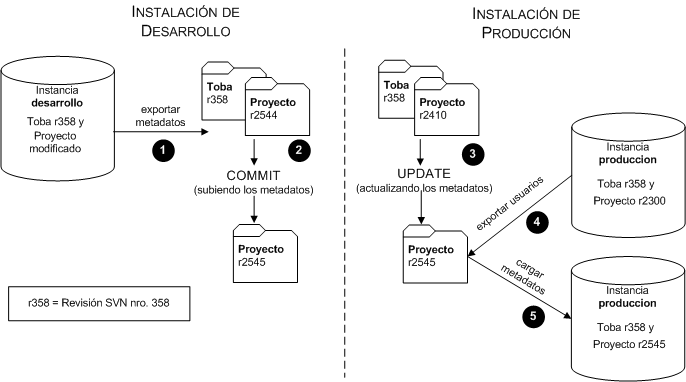 INSTALACIÓN DE
DESARROLLO
INSTALACIÓN DE
PRODUCCIÓN
Instancia
desarrollo
Toba r358 y
Proyecto
modificado
exportar
metadatos
1
Toba
r358
Proyecto
r2544
2
COMMIT
(subiendo los metadatos)
Proyecto
r2545
r358 = Revisión SVN nro. 358
Toba
r358
Proyecto
r2410
3
UPDATE
(actualizando los metadatos)
Proyecto
r2545
exportar usuarios
4
Instancia
produccion
Toba r358 y
Proyecto r2300
cargar
metadatos
5
Instancia
produccion
Toba r358 y
Proyecto r2545